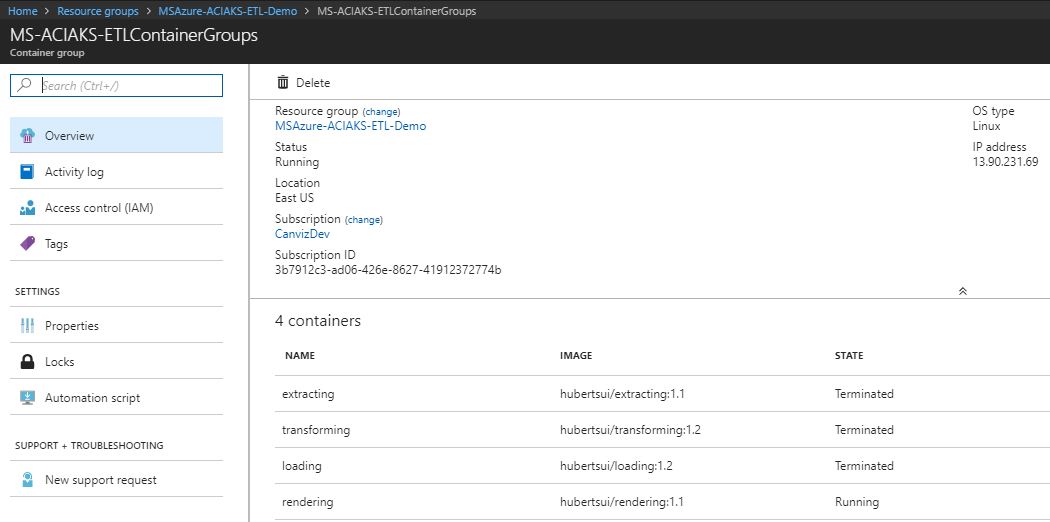 Home > Resource groups > MSAzure-ACIAKS-ETL-Demo > MS-ACIAKS-ETLContainerGroups
MS-ACIAKS-ETLContainerGroups
Container group
Search (Ctrl+/)
Overview
Activity log
Access control (IAM)
Tags
SETTINGS
Properties
Locks
Automation script
SUPPORT + TROUBLESHOOTING
New support request
Delete
Resource group (change)
MSAzure-ACIAKS-ETL-Demo
Status
Running
Location
East US
Subscription (change)
CanvizDev
Subscription ID
3b7912c3-ad06-426e-8627-41912372774b
OS type
Linux
IP address
13.90.231.69
4 containers
NAME IMAGE STATE
extracting hubertsui/extracting:1.1 Terminated
transforming hubertsui/transforming:1.2 Terminated
loading hubertsui/loading:1.2 Terminated
rendering hubertsui/rendering:1.1 Running